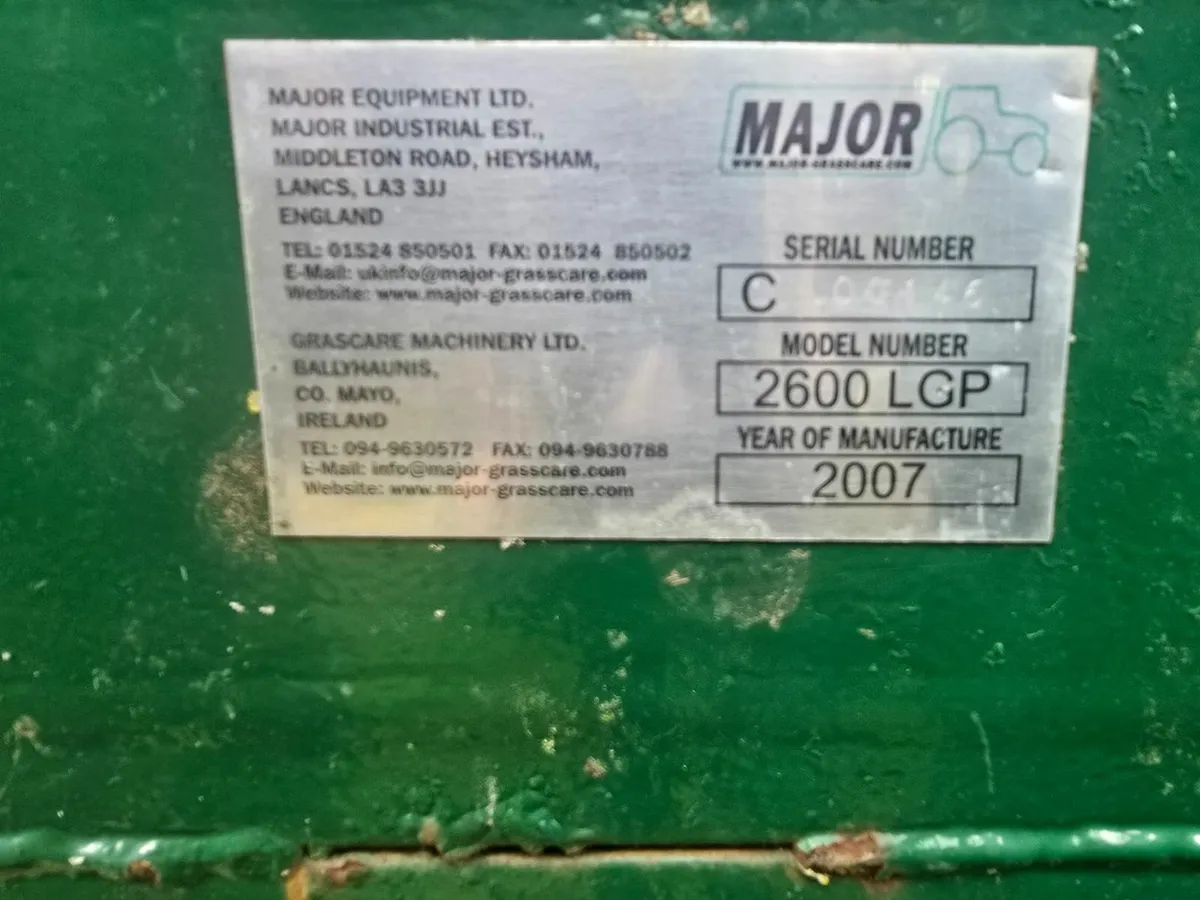 MAJOR EQUIPMENT LTD.
MAJOR INDUSTRIAL EST.,
MIDDLETON ROAD, HEYSHAM,
LANCS, LA3 3JJ
ENGLAND
TEL: 01524 850501 FAX: 01524 850502
E-Mail: ukinfo@major-grasscare.com
Website: www.major-grasscare.com
GRASCARE MACHINERY LTD.
BALLYHAUNIS,
CO. MAYO,
IRELAND
TEL: 094-9630572 FAX: 094-9630788
E-Mail: info@major-grasscare.com
Website: www.major-grasscare.com
MAJOR
WWW.MAJOR-GRASSCARE.COM
SERIAL NUMBER
C
MODEL NUMBER
2600 LGP
YEAR OF MANUFACTURE
2007